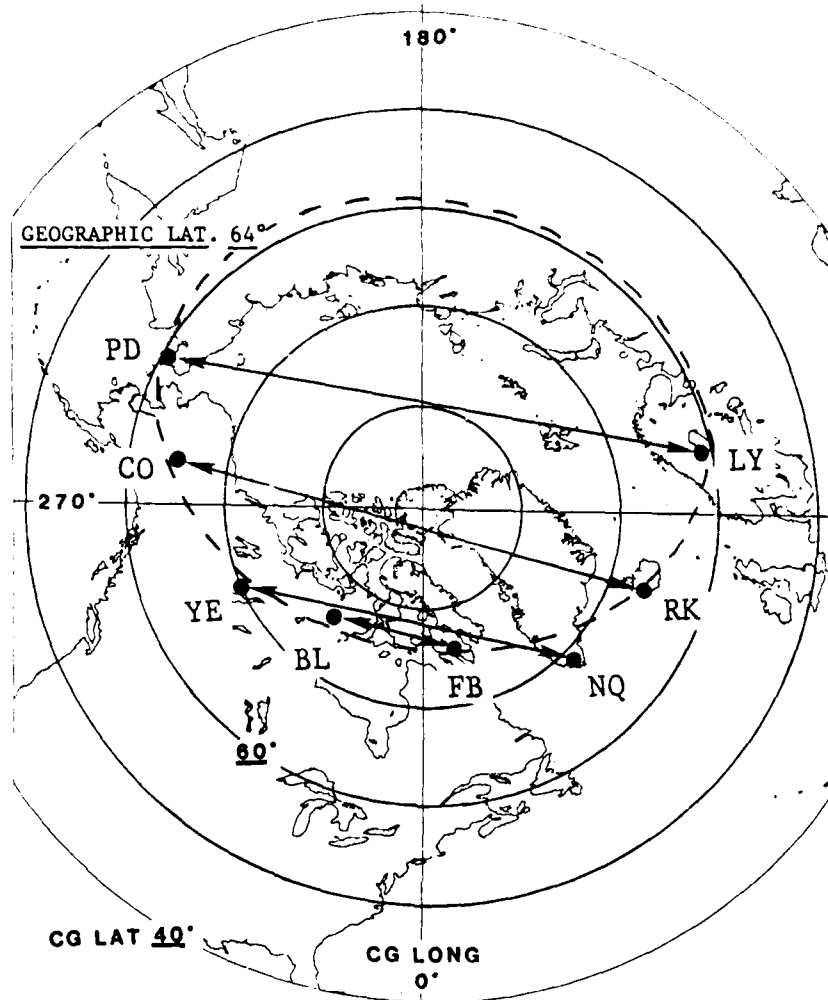 180°
GEOGRAPHIC LAT. 64°
PD
CO
LY
270°
YE
RK
BL
FB
NQ
60°
CG LAT 40°
CG LONG
0°